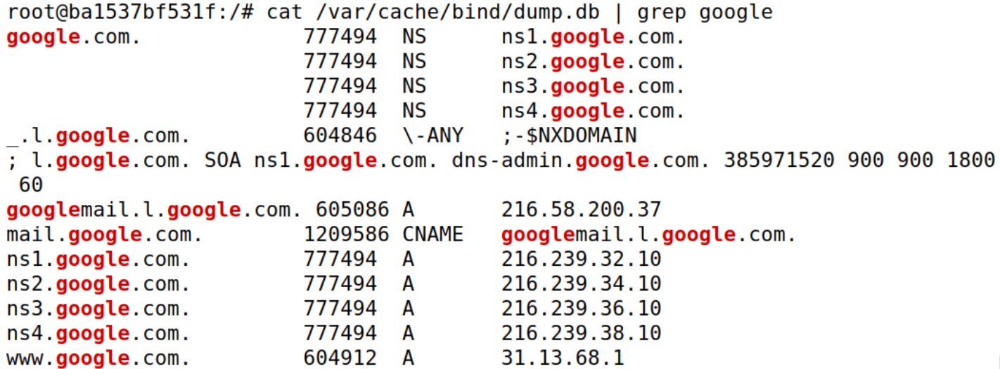 root@ba1537bf531f:/# cat /var/cache/bind/dump.db | grep google
google.com. 777494 NS ns1.google.com.
777494 NS ns2.google.com.
777494 NS ns3.google.com.
777494 NS ns4.google.com.
_.l.google.com. 604846 \-ANY ;-$NXDOMAIN
; l.google.com. SOA ns1.google.com. dns-admin.google.com. 385971520 900 900 1800
60
googlemail.l.google.com. 605086 A 216.58.200.37
mail.google.com. 1209586 CNAME googlemail.l.google.com.
ns1.google.com. 777494 A 216.239.32.10
ns2.google.com. 777494 A 216.239.34.10
ns3.google.com. 777494 A 216.239.36.10
ns4.google.com. 777494 A 216.239.38.10
www.google.com. 604912 A 31.13.68.1